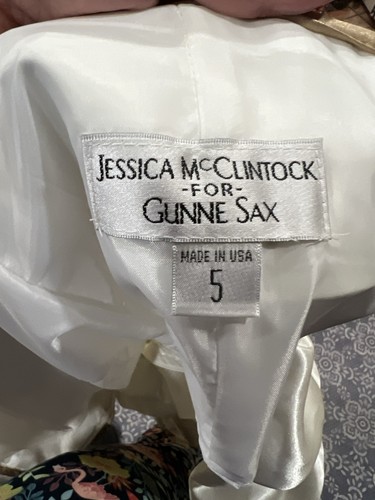 JESSICA MCCLINTOCK
-FOR-
GUNNE SAX
MADE IN USA
5